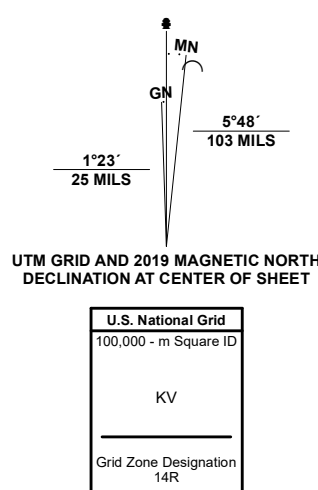 MN
GN
5°48´
103 MILS
1°23´
25 MILS
UTM GRID AND 2019 MAGNETIC NORTH
DECLINATION AT CENTER OF SHEET
U.S. National Grid
100,000 - m Square ID
KV
Grid Zone Designation
14R